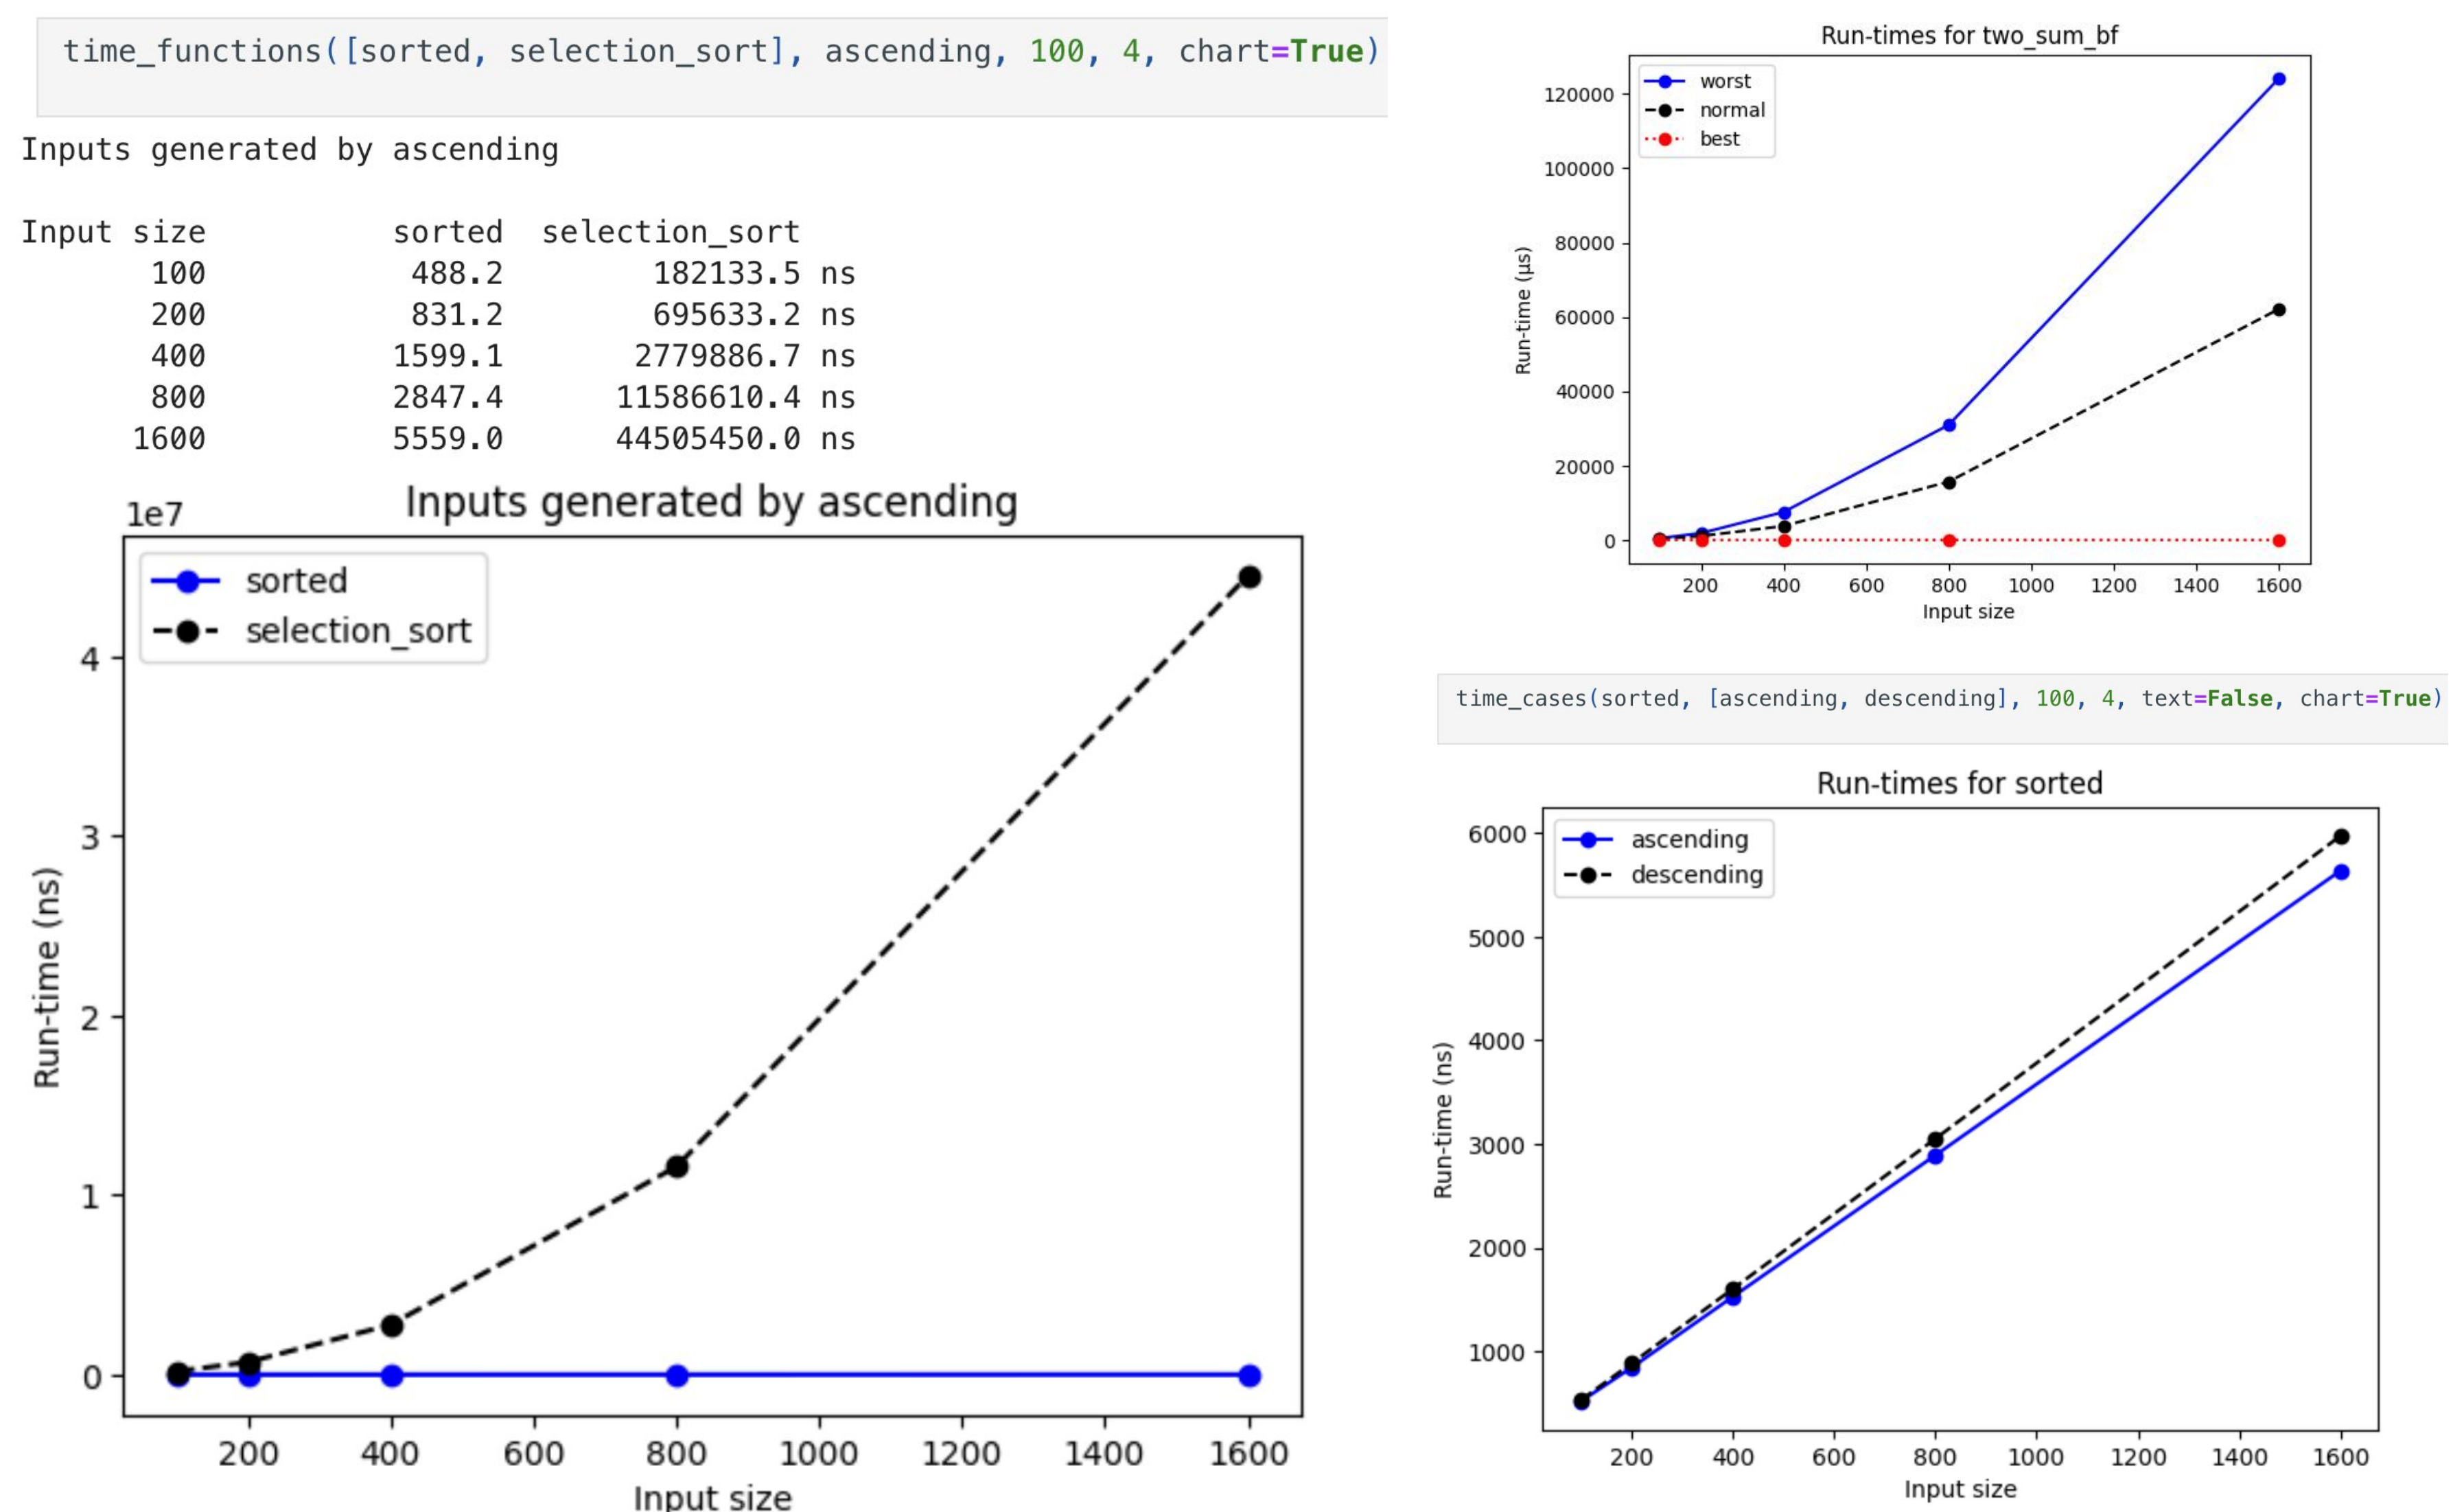 time_functions([sorted, selection_sort], ascending, 100, 4, chart=True)
Inputs generated by ascending
Input size sorted selection_sort
100 488.2 182133.5 ns
200 831.2 695633.2 ns
400 1599.1 2779886.7 ns
800 2847.4 11586610.4 ns
1600 5559.0 44505450.0 ns
Inputs generated by ascending
1e7
sorted
selection_sort
4
3
2
1
0
Run-time (ns)
200 400 600 800 1000 1200 1400 1600
Input size
Run-times for two_sum_bf
worst
normal
best
120000
100000
80000
60000
40000
20000
0
Run-time (µs)
200 400 600 800 1000 1200 1400 1600
Input size
time_cases(sorted, [ascending, descending], 100, 4, text=False, chart=True)
Run-times for sorted
ascending
descending
6000
5000
4000
3000
2000
1000
Run-time (ns)
200 400 600 800 1000 1200 1400 1600
Input size